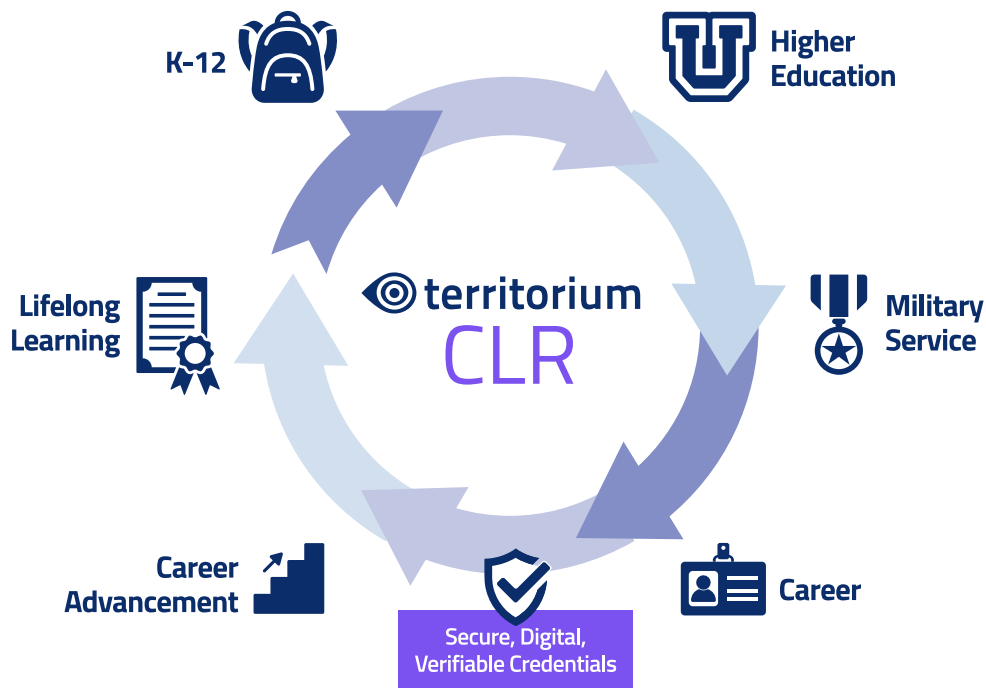 K-12
Higher
Education
Lifelong
Learning
territorium
CLR
Military
Service
Career
Advancement
Career
Secure, Digital,
Verifiable Credentials